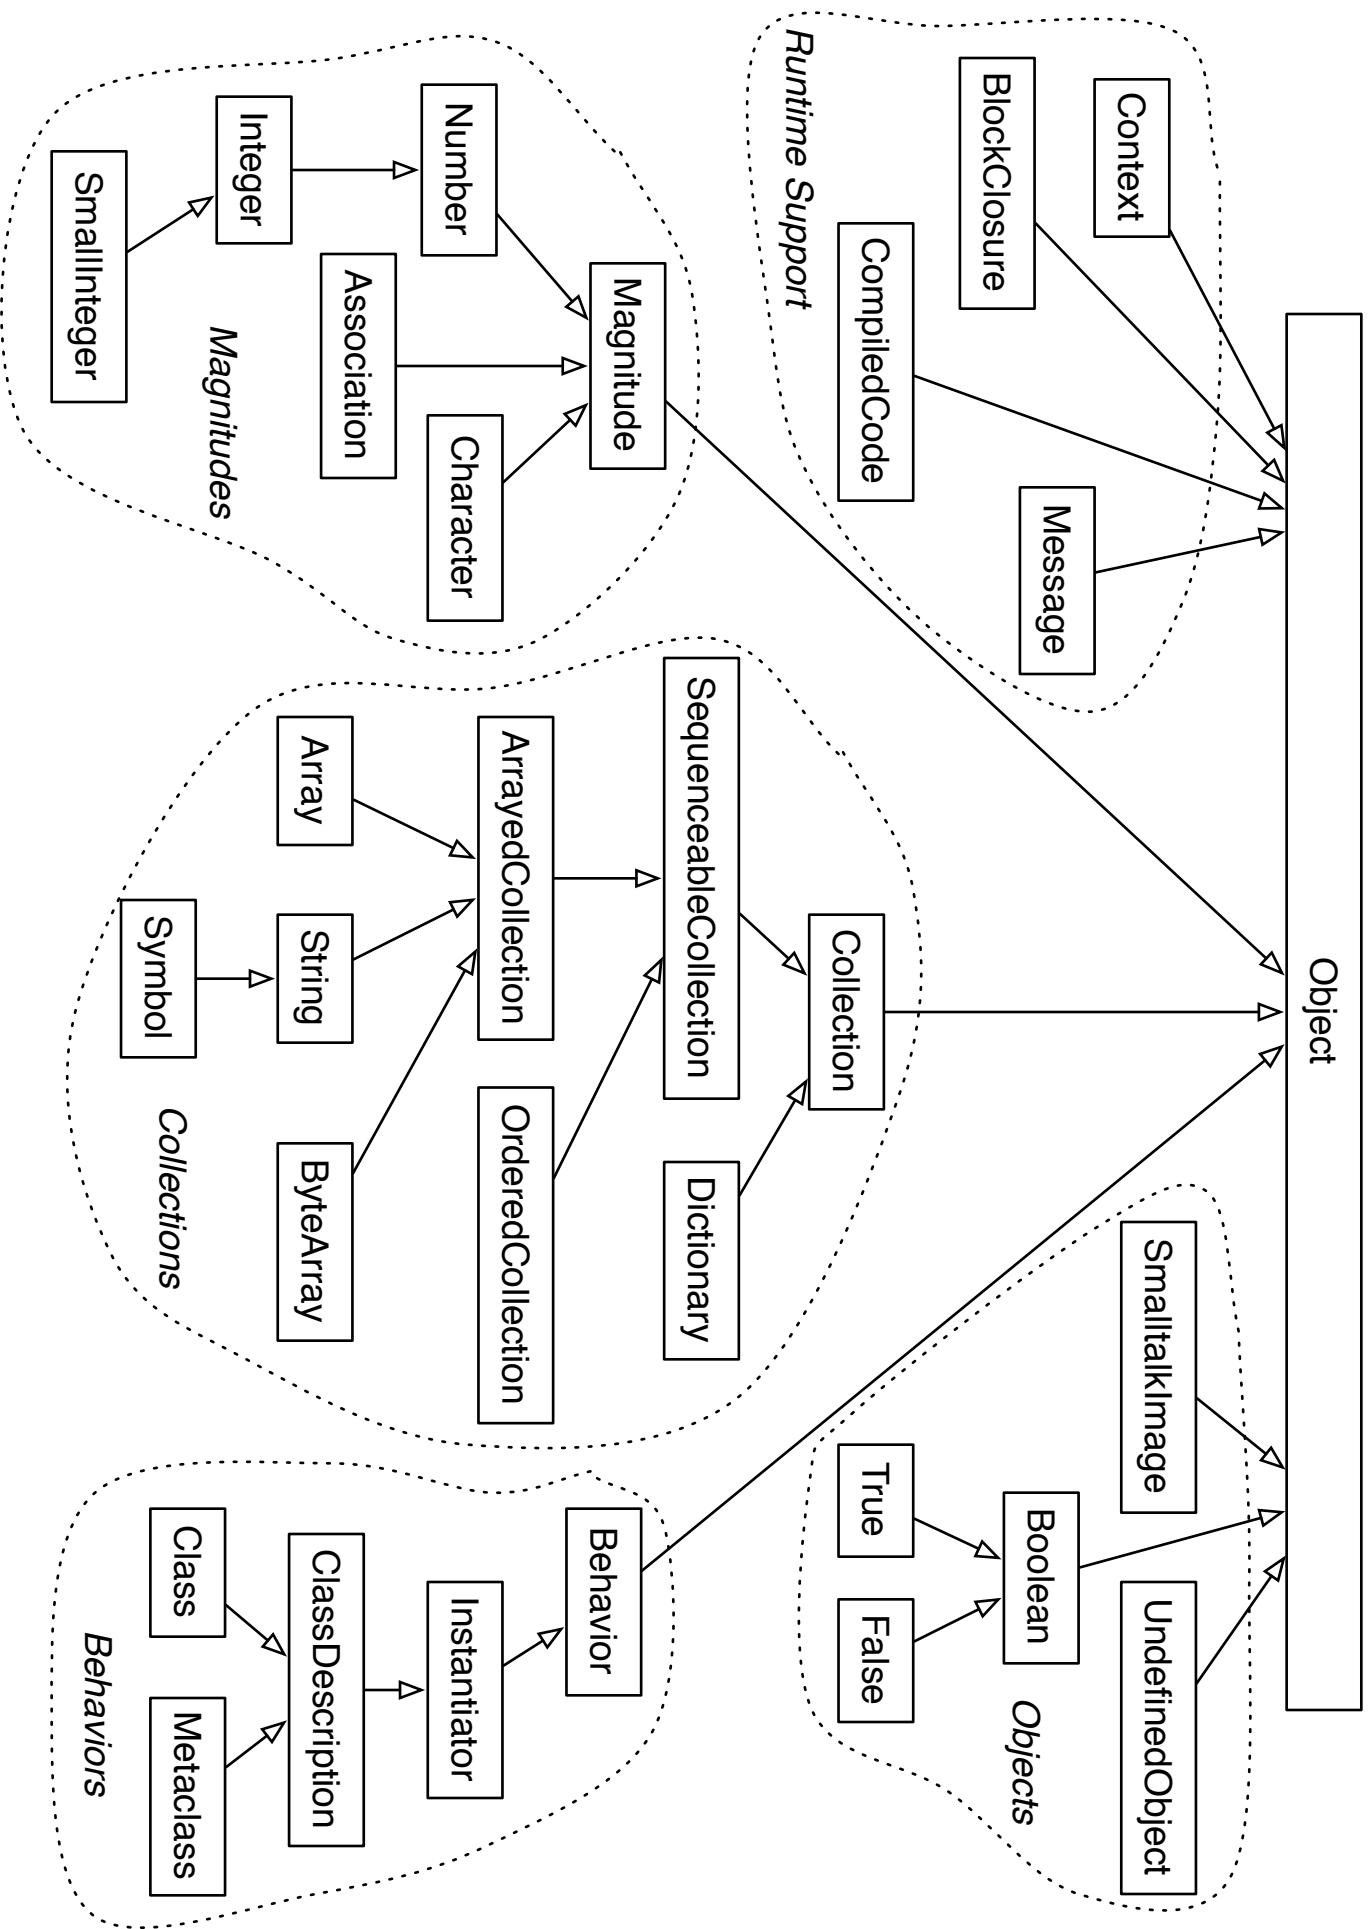 Object
Context
BlockClosure
Message
CompiledCode
Runtime Support
SmalltalkImage
UndefinedObject
Boolean
True
False
Objects
Magnitude
Number
Character
Association
Integer
SmallInteger
Magnitudes
Collection
SequenceableCollection
Dictionary
ArrayedCollection
OrderedCollection
Array
String
ByteArray
Symbol
Collections
Behavior
Instantiator
ClassDescription
Class
Metaclass
Behaviors